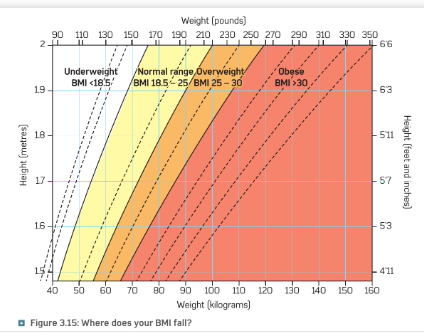 Weight (pounds)
90 110 130 150 170 190 210 230 250 270 290 310 330 350
2 6'6
Underweight Normal range Overweight Obese
BMI <18.5 BMI 18.5 – 25 BMI 25 – 30 BMI >30
1.9 6'3
1.8 5'11
1.7 5'7
1.6 5'3
1.5 4'11
Height (metres)
Height (feet and inches)
40 50 60 70 80 90 100 110 120 130 140 150 160
Weight (kilograms)
Figure 3.15: Where does your BMI fall?